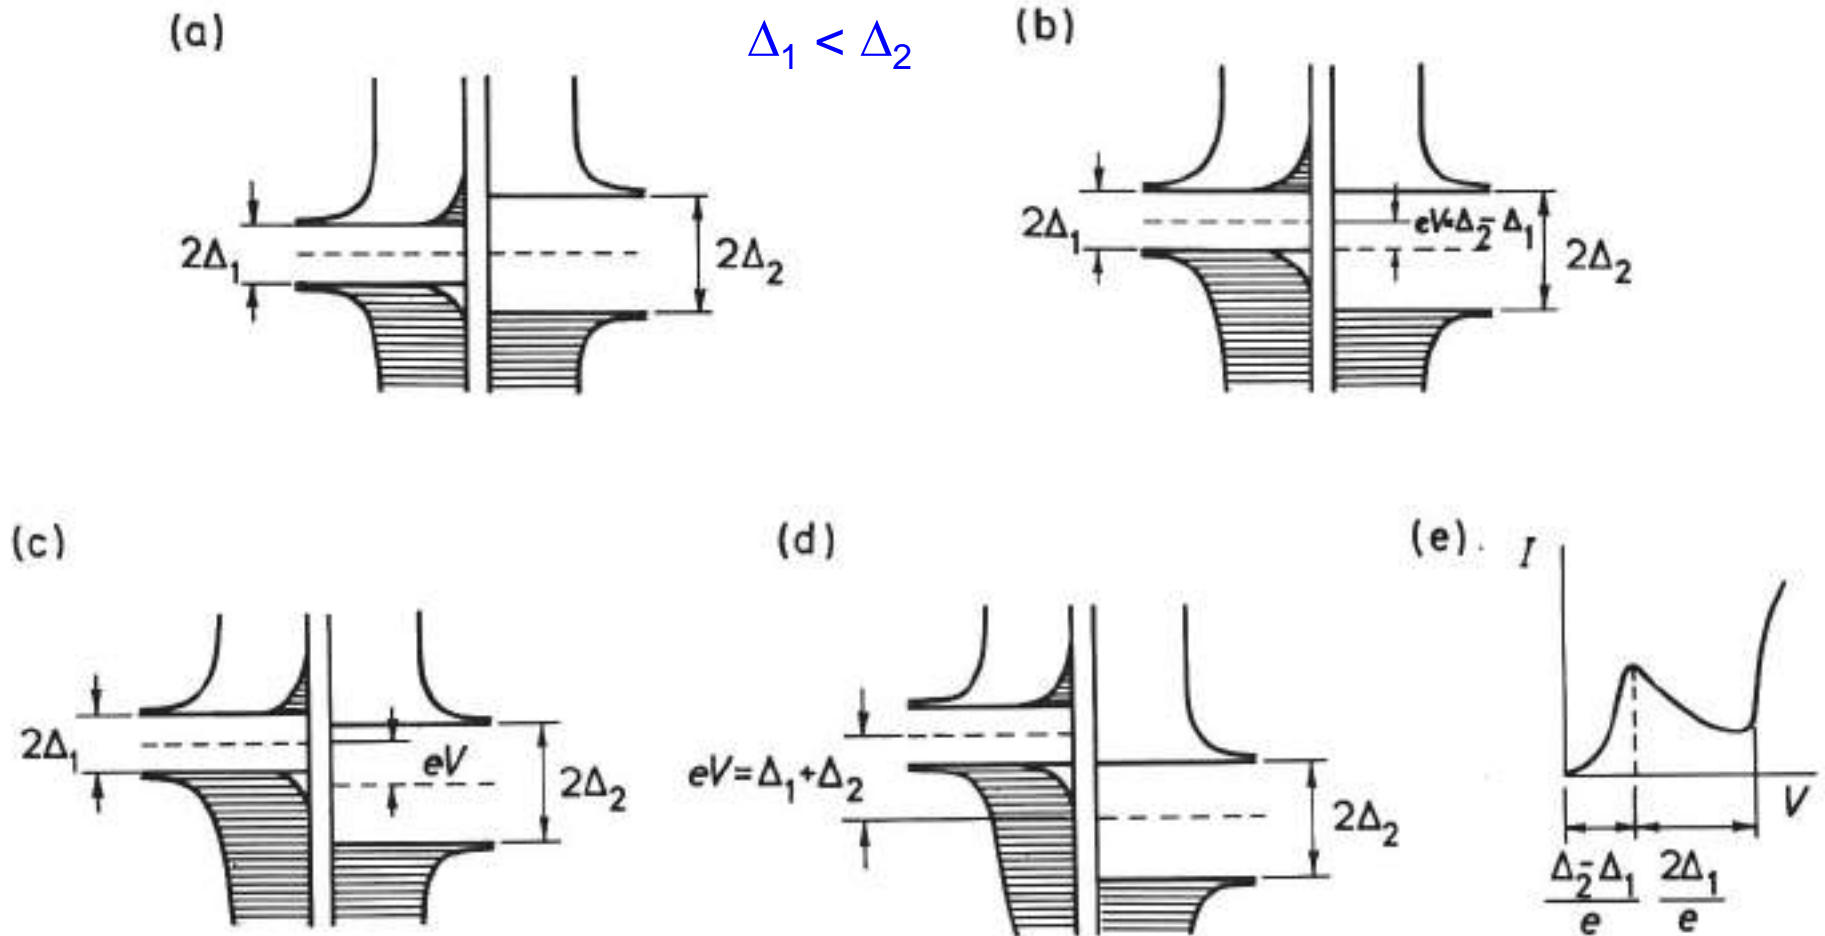 (a)
Δ₁ < Δ₂
(b)
2Δ₁
2Δ₂
2Δ₁
eV=Δ₂-Δ₁
2Δ₂
(c)
(d)
(e).
I
2Δ₁
eV
2Δ₂
eV=Δ₁+Δ₂
2Δ₂
V
Δ₂-Δ₁
e
2Δ₁
e